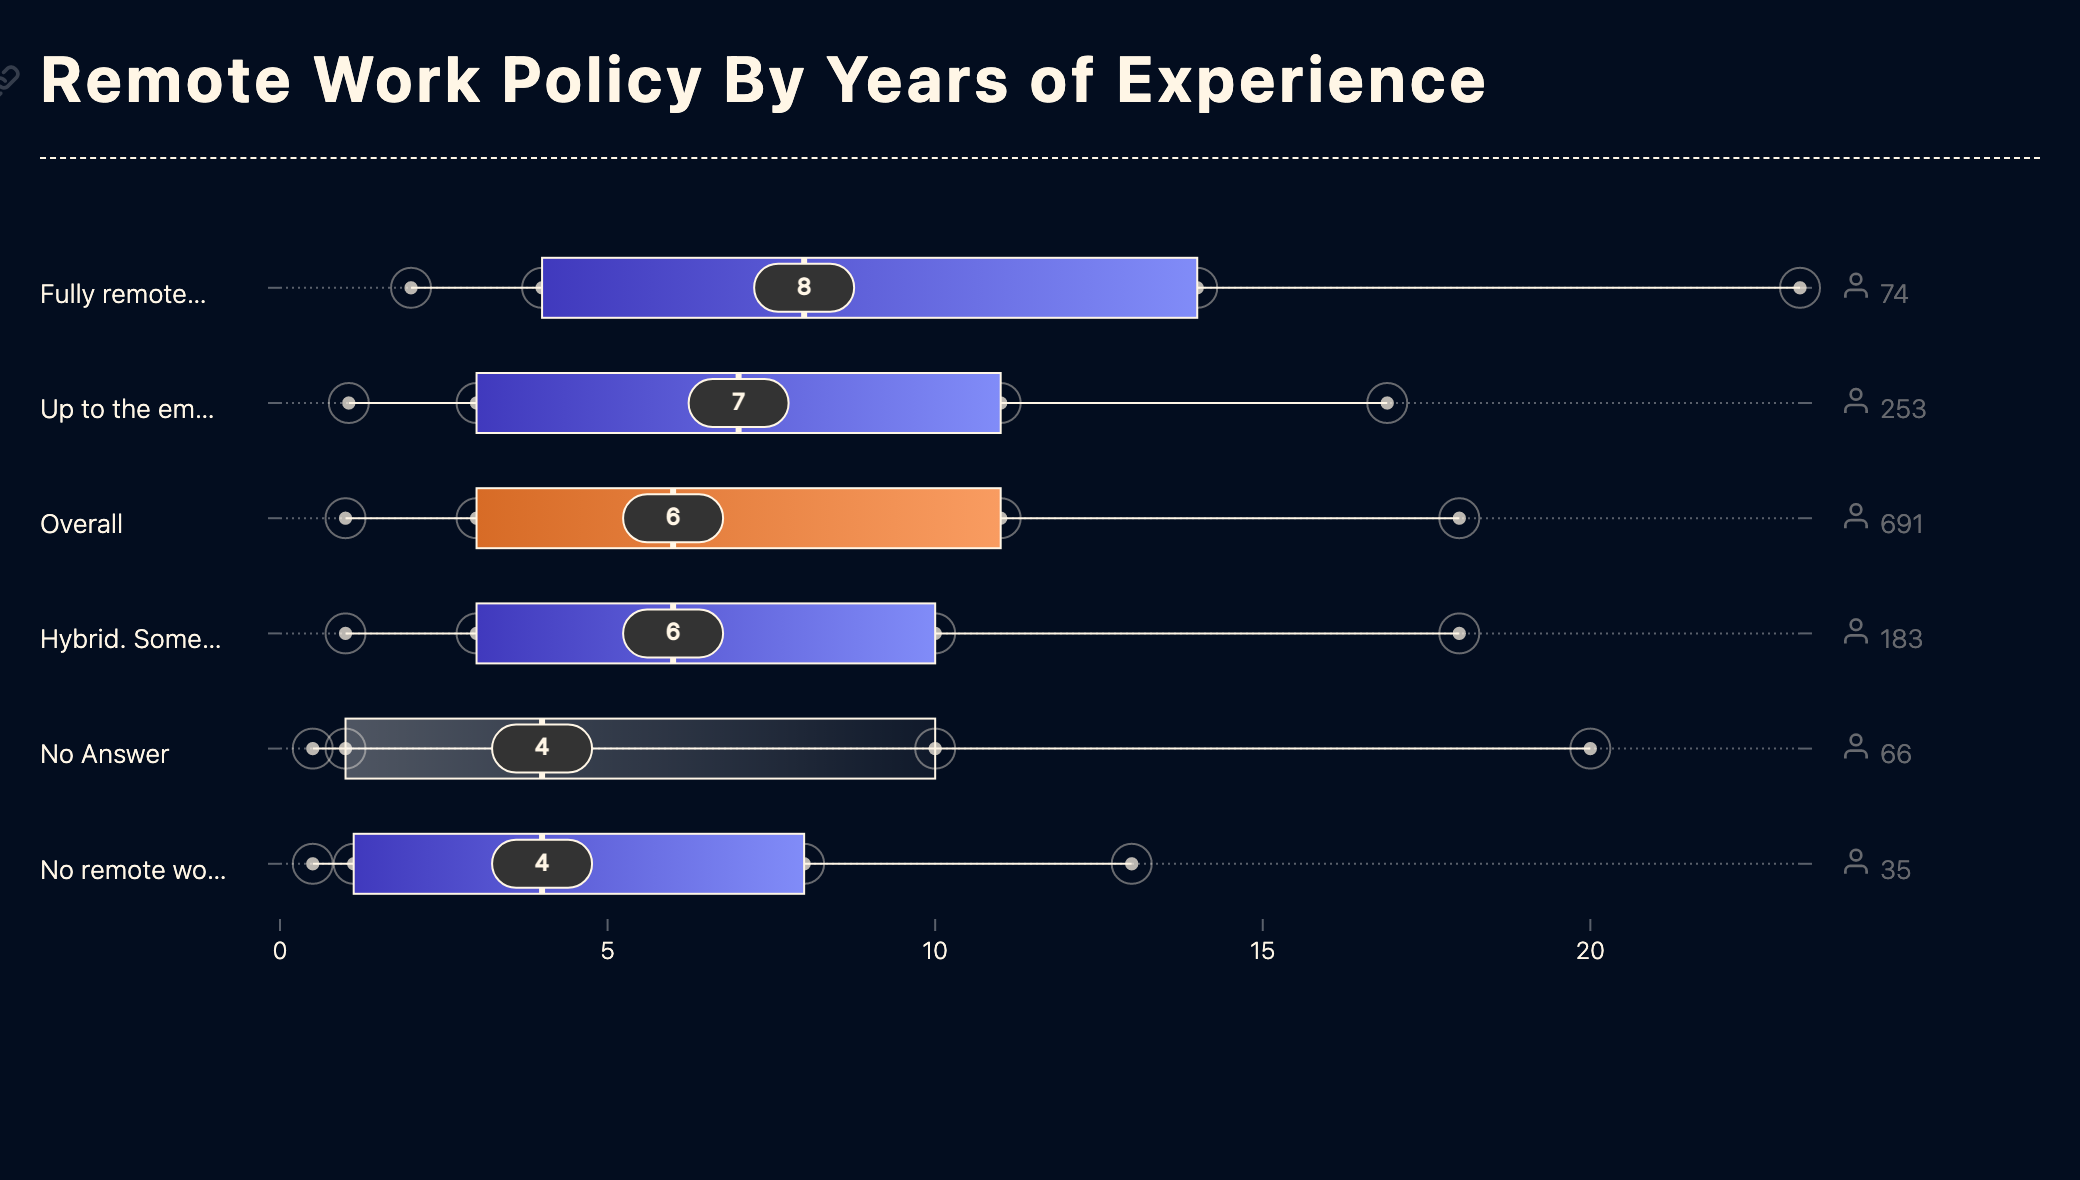 Remote Work Policy By Years of Experience
Fully remote... 8 74
Up to the em... 7 253
Overall 6 691
Hybrid. Some... 6 183
No Answer 4 66
No remote wo... 4 35
0 5 10 15 20